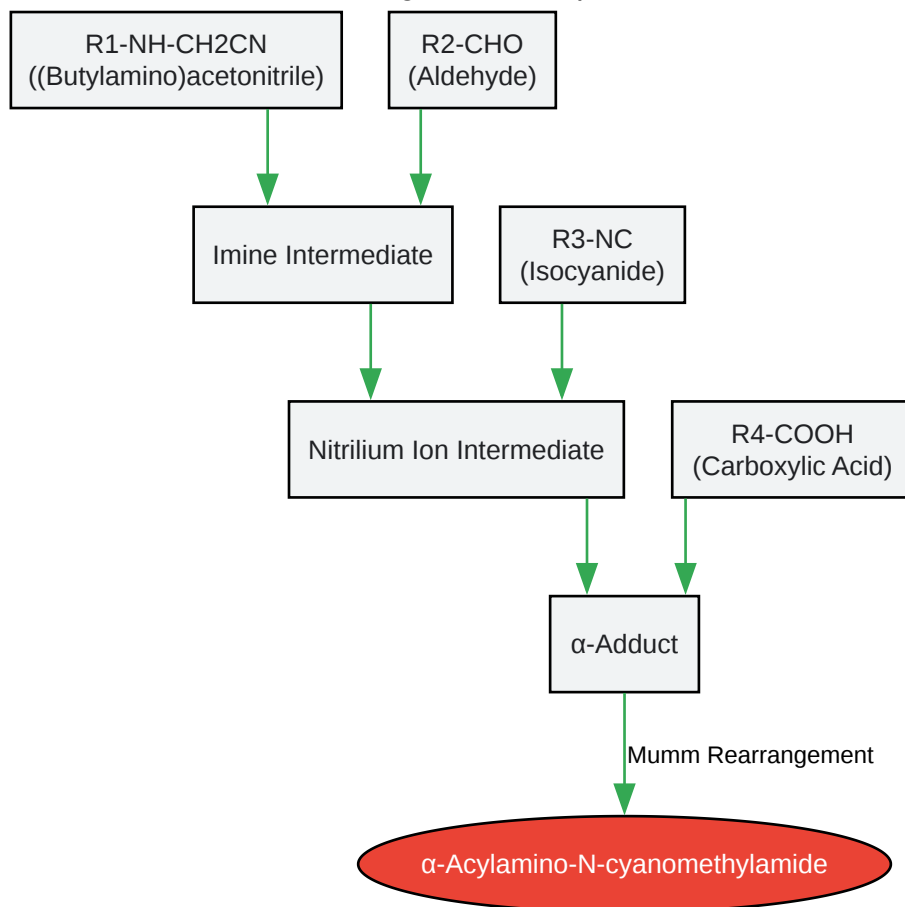 R1-NH-CH2CN
((Butylamino)acetonitrile)
R2-CHO
(Aldehyde)
Imine Intermediate
R3-NC
(Isocyanide)
Nitrilium Ion Intermediate
R4-COOH
(Carboxylic Acid)
α-Adduct
Mumm Rearrangement
α-Acylamino-N-cyanomethylamide